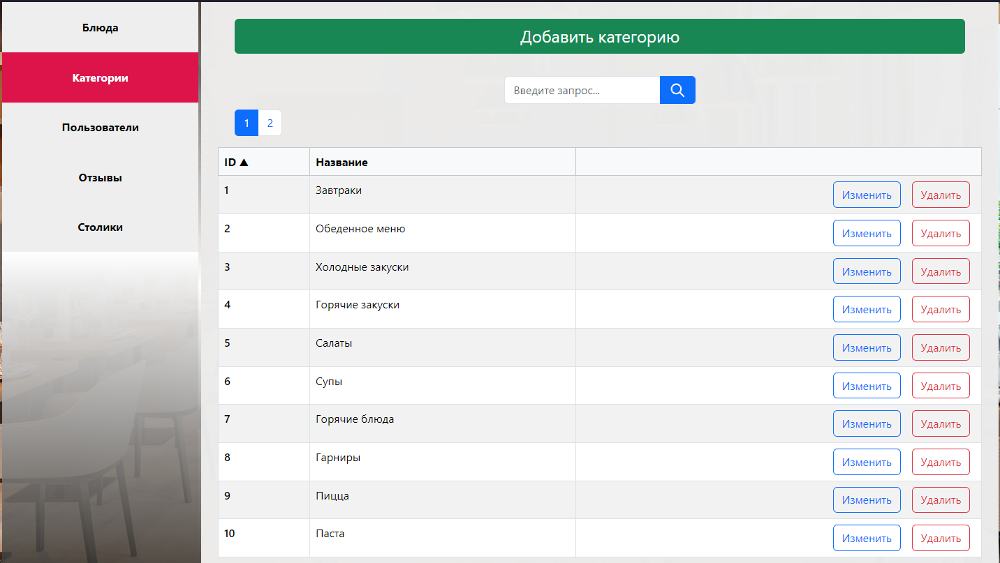 Блюда
Категории
Пользователи
Отзывы
Столики
Добавить категорию
Введите запрос...
1 2
ID ▲ Название
1 Завтраки Изменить Удалить
2 Обеденное меню Изменить Удалить
3 Холодные закуски Изменить Удалить
4 Горячие закуски Изменить Удалить
5 Салаты Изменить Удалить
6 Супы Изменить Удалить
7 Горячие блюда Изменить Удалить
8 Гарниры Изменить Удалить
9 Пицца Изменить Удалить
10 Паста Изменить Удалить